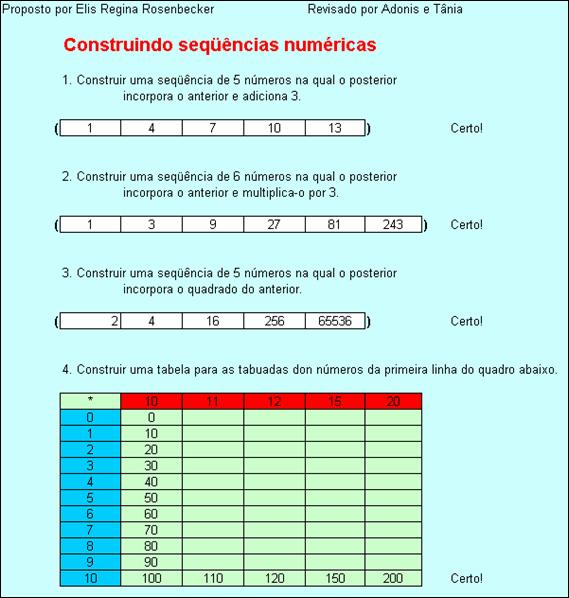 Proposto por Elis Regina Rosenbecker Revisado por Adonis e Tânia
Construindo seqüências numéricas
1. Construir uma seqüência de 5 números na qual o posterior
incorpora o anterior e adiciona 3.
( 1 4 7 10 13 ) Certo!
2. Construir uma seqüência de 6 números na qual o posterior
incorpora o anterior e multiplica-o por 3.
( 1 3 9 27 81 243 ) Certo!
3. Construir uma seqüência de 5 números na qual o posterior
incorpora o quadrado do anterior.
( 2 4 16 256 65536 ) Certo!
4. Construir uma tabela para as tabuadas don números da primeira linha do quadro abaixo.
* 10 11 12 15 20
0 0
1 10
2 20
3 30
4 40
5 50
6 60
7 70
8 80
9 90
10 100 110 120 150 200 Certo!